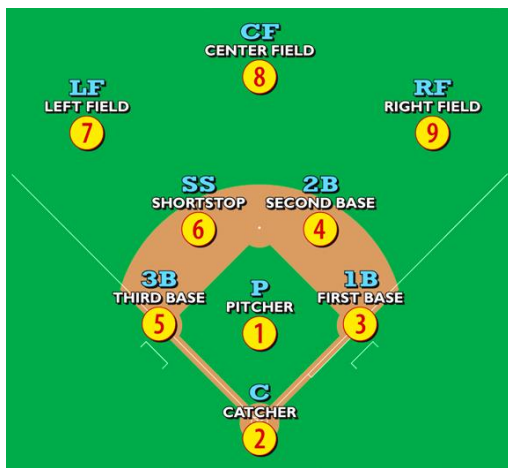 CF
CENTER FIELD
8
LF
LEFT FIELD
7
RF
RIGHT FIELD
9
SS
SHORTSTOP
6
2B
SECOND BASE
4
3B
THIRD BASE
5
P
PITCHER
1
1B
FIRST BASE
3
C
CATCHER
2